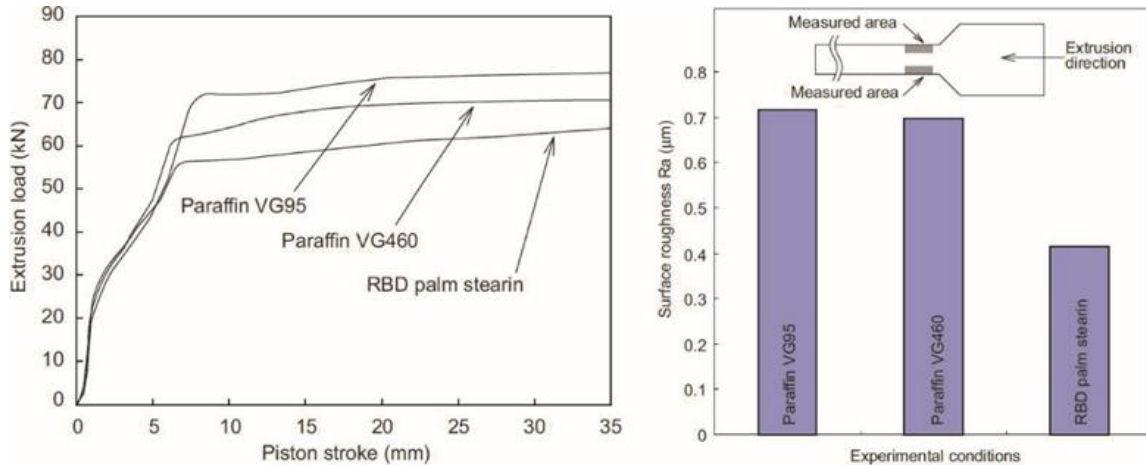 90
80
70
60
50
40
30
20
10
0
Extrusion load (kN)
Paraffin VG95
Paraffin VG460
RBD palm stearin
0 5 10 15 20 25 30 35
Piston stroke (mm)
Measured area
Extrusion
direction
Measured area
0.8
0.7
0.6
0.5
0.4
0.3
0.2
0.1
0
Surface roughness Ra (μm)
Paraffin VG95
Paraffin VG460
RBD palm stearin
Experimental conditions